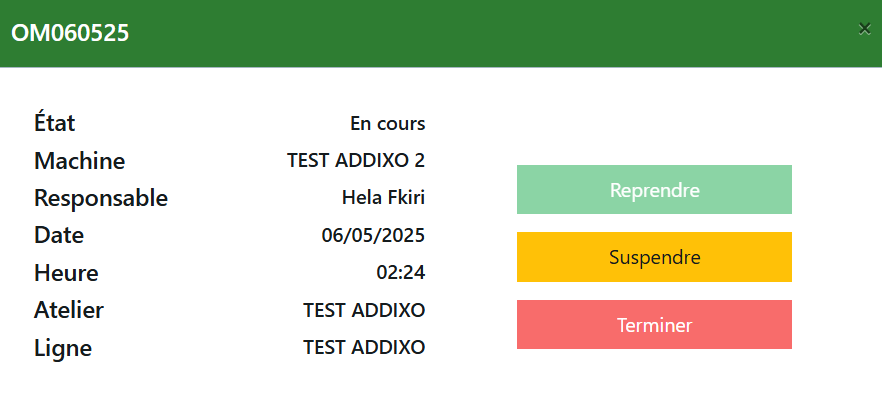 OM060525
×
État En cours
Machine TEST ADDIXO 2
Responsable Hela Fkiri
Date 06/05/2025
Heure 02:24
Atelier TEST ADDIXO
Ligne TEST ADDIXO
Reprendre
Suspendre
Terminer